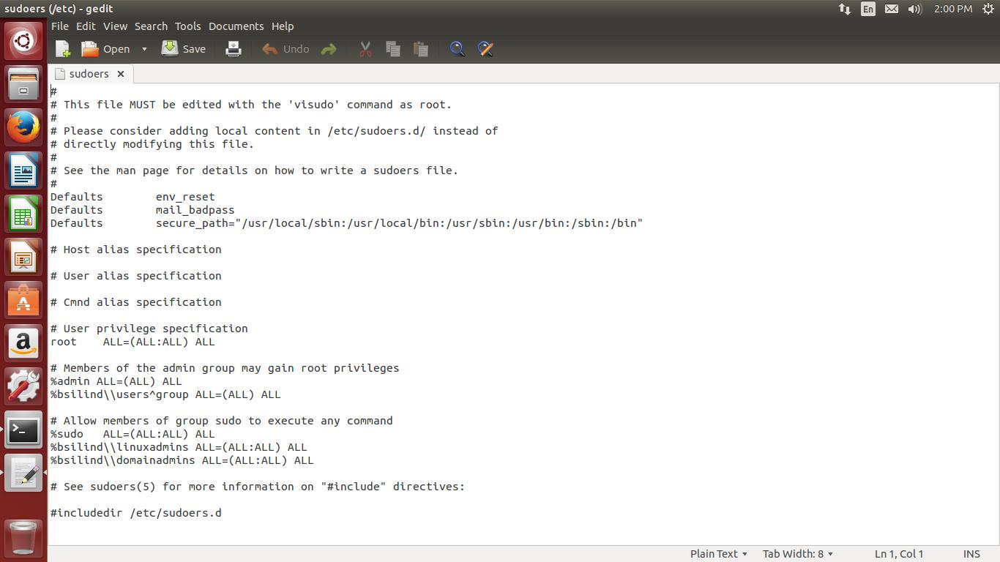 sudoers (/etc) - gedit
En
2:00 PM
File Edit View Search Tools Documents Help
Open Save Undo
sudoers
#
# This file MUST be edited with the 'visudo' command as root.
#
# Please consider adding local content in /etc/sudoers.d/ instead of
# directly modifying this file.
#
# See the man page for details on how to write a sudoers file.
#
Defaults        env_reset
Defaults        mail_badpass
Defaults        secure_path="/usr/local/sbin:/usr/local/bin:/usr/sbin:/usr/bin:/sbin:/bin"
# Host alias specification
# User alias specification
# Cmnd alias specification
# User privilege specification
root    ALL=(ALL:ALL) ALL
# Members of the admin group may gain root privileges
%admin ALL=(ALL) ALL
%bsilind\\users^group ALL=(ALL) ALL
# Allow members of group sudo to execute any command
%sudo   ALL=(ALL:ALL) ALL
%bsilind\\linuxadmins ALL=(ALL:ALL) ALL
%bsilind\\domainadmins ALL=(ALL:ALL) ALL
# See sudoers(5) for more information on "#include" directives:
#includedir /etc/sudoers.d
Plain Text Tab Width: 8 Ln 1, Col 1 INS